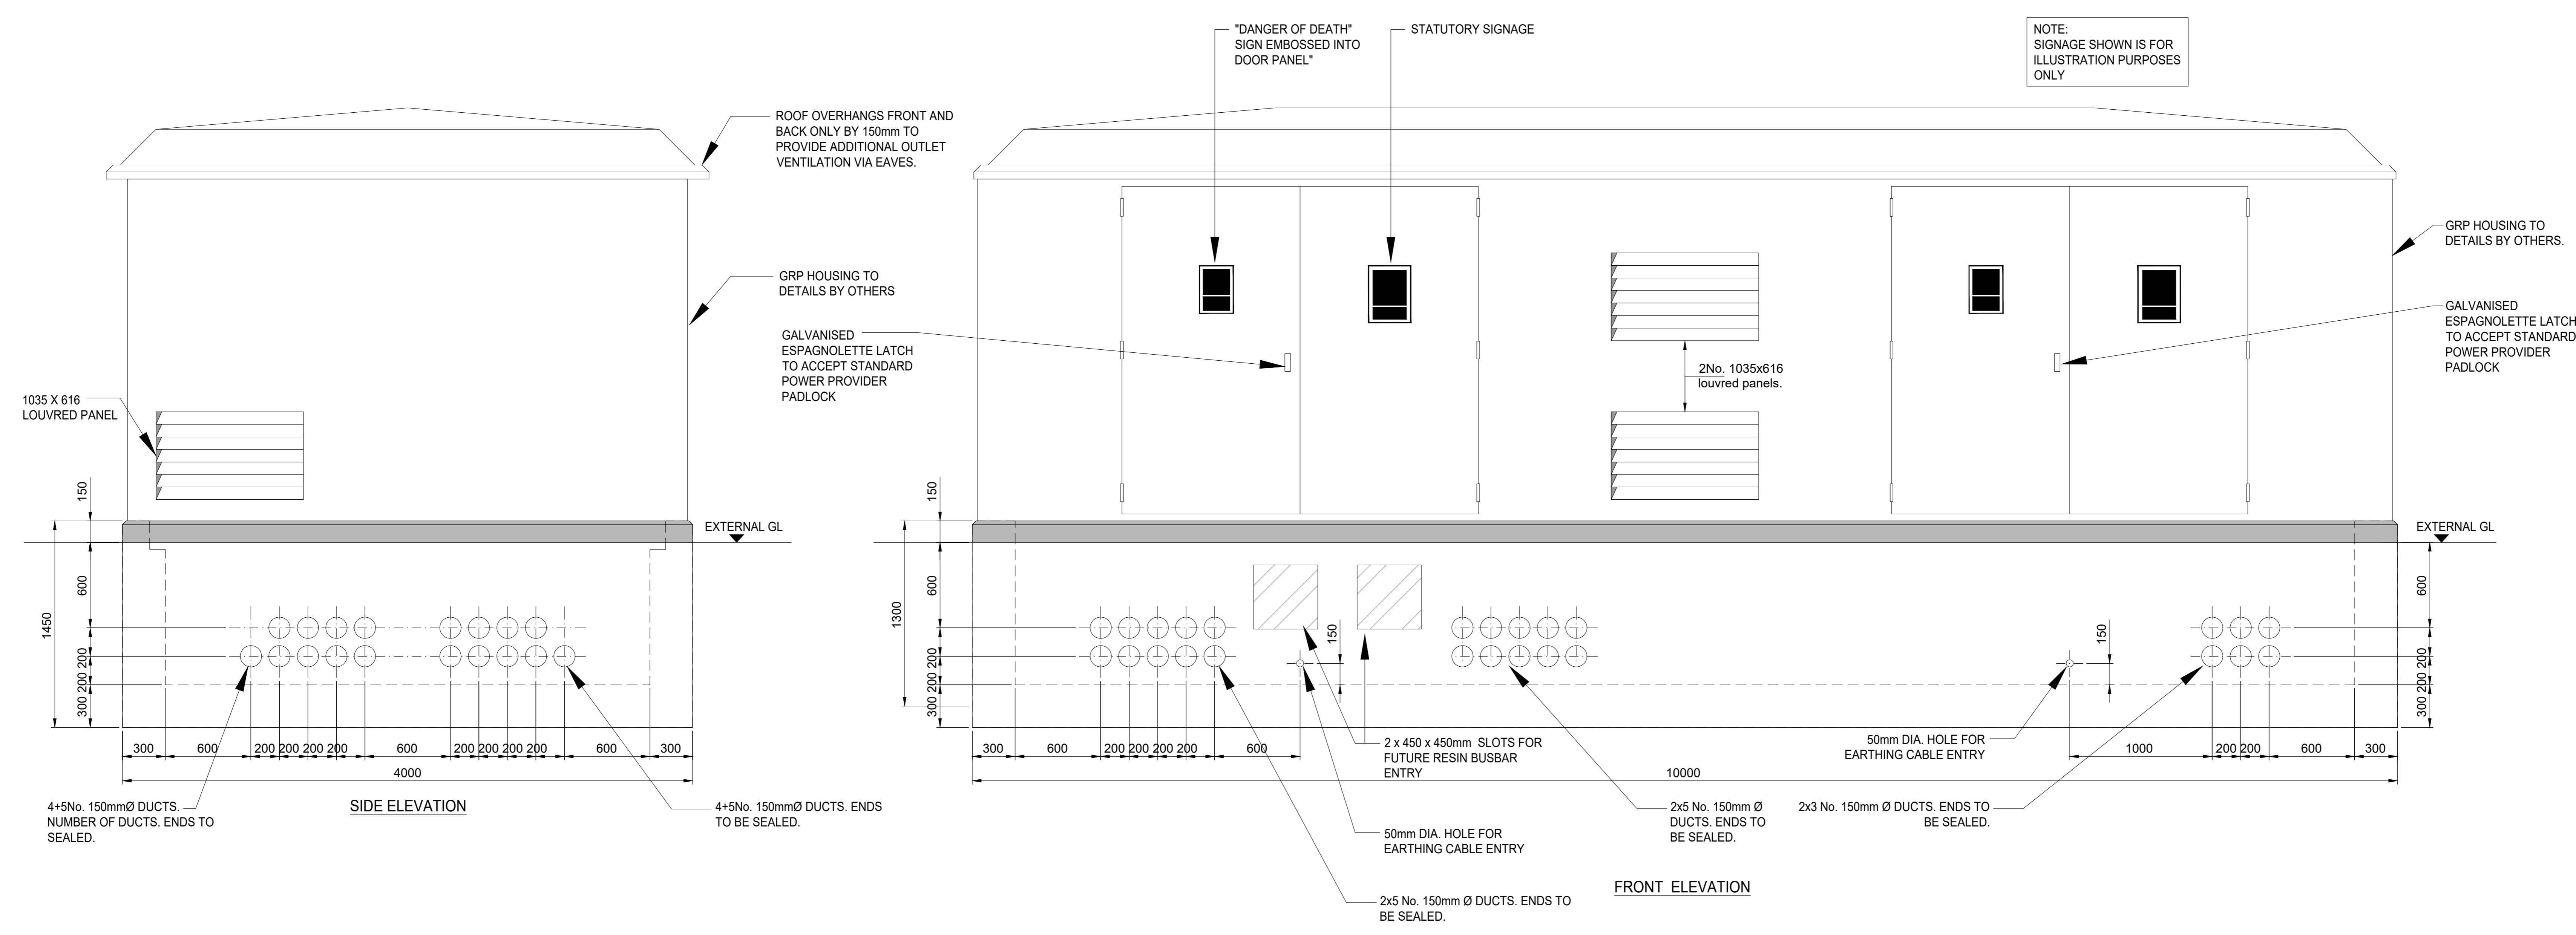 "DANGER OF DEATH"
SIGN EMBOSSED INTO
DOOR PANEL"
STATUTORY SIGNAGE
NOTE:
SIGNAGE SHOWN IS FOR
ILLUSTRATION PURPOSES
ONLY
ROOF OVERHANGS FRONT AND
BACK ONLY BY 150mm TO
PROVIDE ADDITIONAL OUTLET
VENTILATION VIA EAVES.
GRP HOUSING TO
DETAILS BY OTHERS
GALVANISED
ESPAGNOLETTE LATCH
TO ACCEPT STANDARD
POWER PROVIDER
PADLOCK
1035 X 616
LOUVRED PANEL
2No. 1035x616
louvred panels.
GRP HOUSING TO
DETAILS BY OTHERS.
GALVANISED
ESPAGNOLETTE LATCH
TO ACCEPT STANDARD
POWER PROVIDER
PADLOCK
150
600
200
200
300
1450
EXTERNAL GL
300
600
200
200
200
200
600
200
200
200
200
600
300
4000
4+5No. 150mmØ DUCTS.
NUMBER OF DUCTS. ENDS TO
SEALED.
SIDE ELEVATION
4+5No. 150mmØ DUCTS. ENDS
TO BE SEALED.
150
600
200
200
300
1300
150
150
EXTERNAL GL
600
200
200
300
300
600
200
200
200
200
600
2 x 450 x 450mm SLOTS FOR
FUTURE RESIN BUSBAR
ENTRY
50mm DIA. HOLE FOR
EARTHING CABLE ENTRY
1000
200
200
600
300
10000
50mm DIA. HOLE FOR
EARTHING CABLE ENTRY
2x5 No. 150mm Ø
DUCTS. ENDS TO
BE SEALED.
2x3 No. 150mm Ø DUCTS. ENDS TO
BE SEALED.
2x5 No. 150mm Ø DUCTS. ENDS TO
BE SEALED.
FRONT ELEVATION